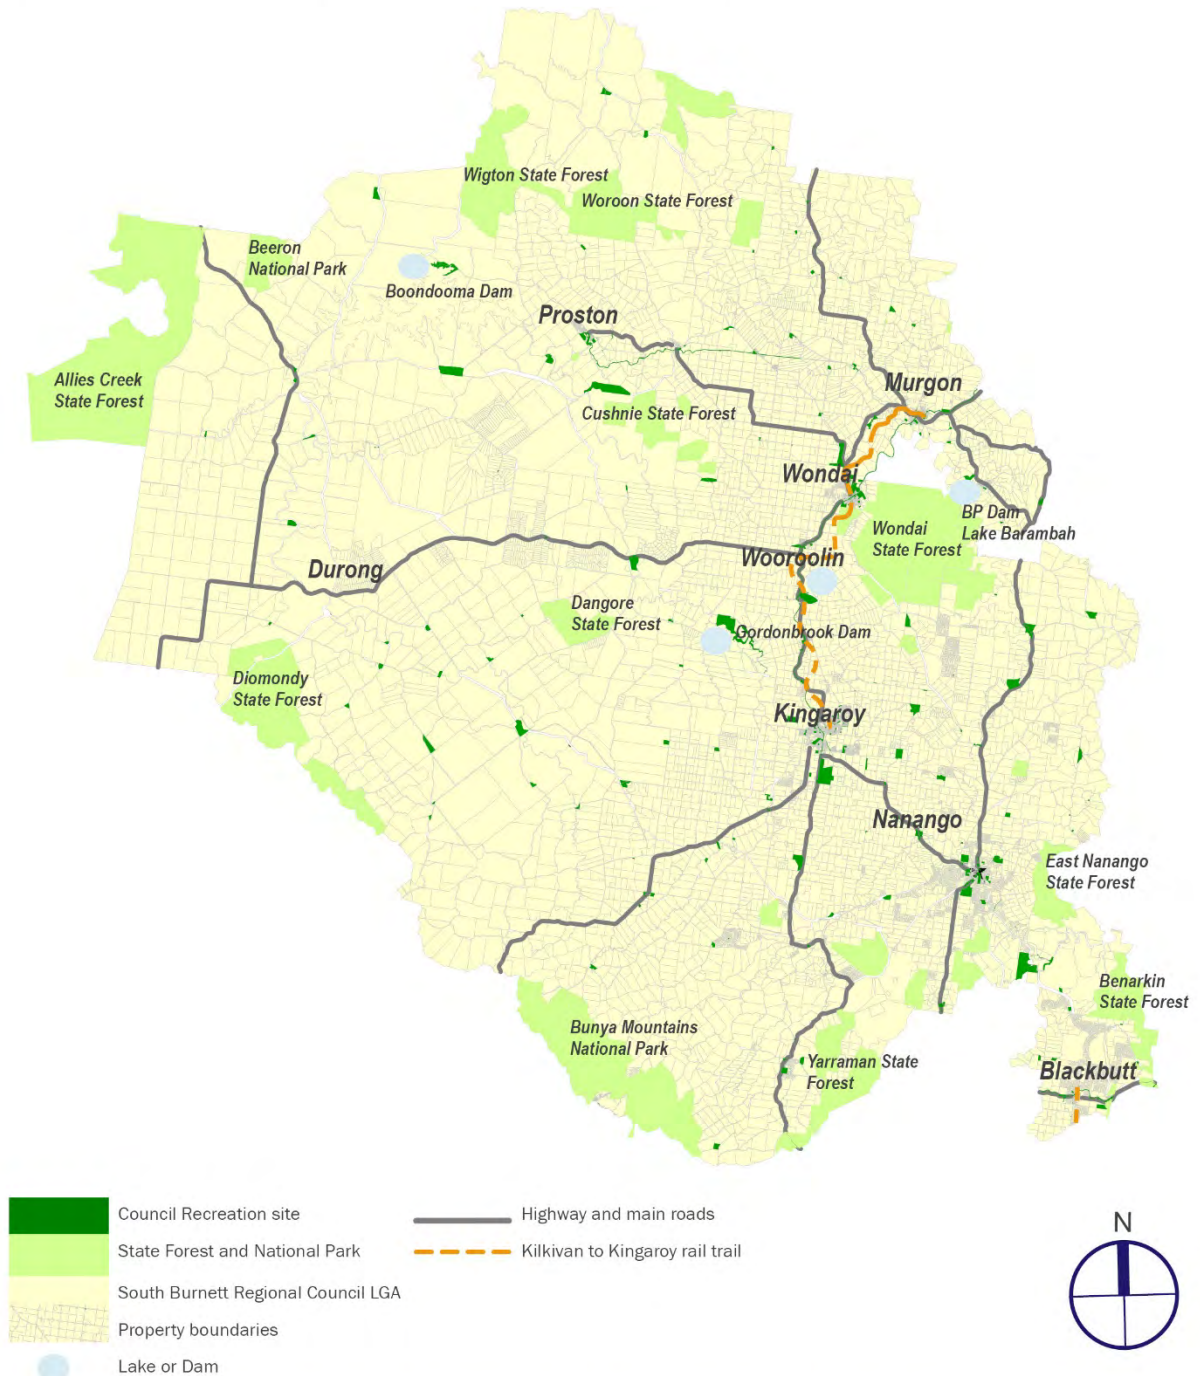 Wigton State Forest
Woroon State Forest
Beeron
National Park
Boondooma Dam
Proston
Allies Creek
State Forest
Cushnie State Forest
Murgon
Wondai
BP Dam
Lake Barambah
Wondai
State Forest
Wooroolin
Durong
Dangore
State Forest
Gordonbrook Dam
Diomondy
State Forest
Kingaroy
Nanango
East Nanango
State Forest
Benarkin
State Forest
Bunya Mountains
National Park
Yarraman State
Forest
Blackbutt
Council Recreation site
State Forest and National Park
South Burnett Regional Council LGA
Property boundaries
Lake or Dam
Highway and main roads
Kilkivan to Kingaroy rail trail
N